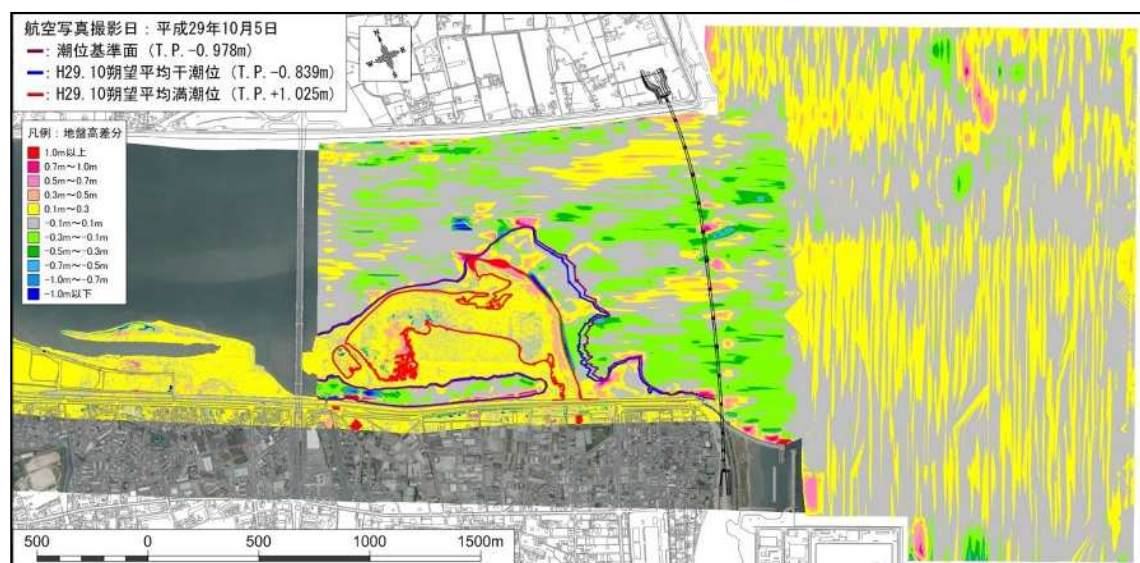 航空写真撮影日：平成29年10月5日
：潮位基準面（T.P.-0.978m）
：H29.10朔望平均干潮位（T.P.-0.839m）
：H29.10朔望平均満潮位（T.P.+1.025m）
凡例：地盤高差分
1.0m以上
0.7m～1.0m
0.5m～0.7m
0.3m～0.5m
0.1m～0.3
-0.1m～0.1m
-0.3m～-0.1m
-0.5m～-0.3m
-0.7m～-0.5m
-1.0m～-0.7m
-1.0m以下
500 0 500 1000 1500m